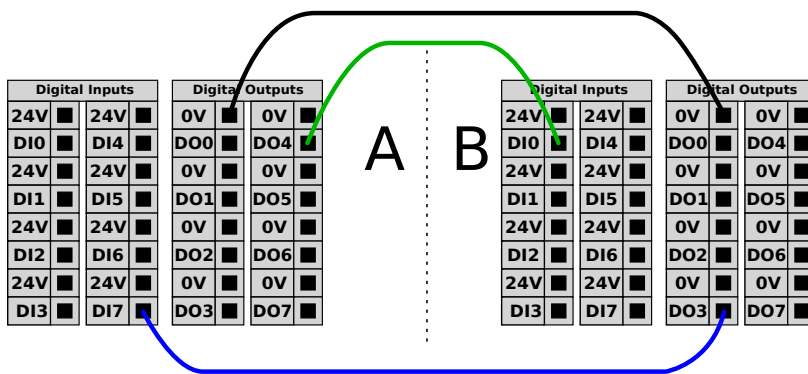 Digital Inputs Digital Outputs A B Digital Inputs Digital Outputs
24V 24V 0V 0V 24V 24V 0V 0V
DI0 DI4 DO0 DO4 DI0 DI4 DO0 DO4
24V 24V 0V 0V 24V 24V 0V 0V
DI1 DI5 DO1 DO5 DI1 DI5 DO1 DO5
24V 24V 0V 0V 24V 24V 0V 0V
DI2 DI6 DO2 DO6 DI2 DI6 DO2 DO6
24V 24V 0V 0V 24V 24V 0V 0V
DI3 DI7 DO3 DO7 DI3 DI7 DO3 DO7